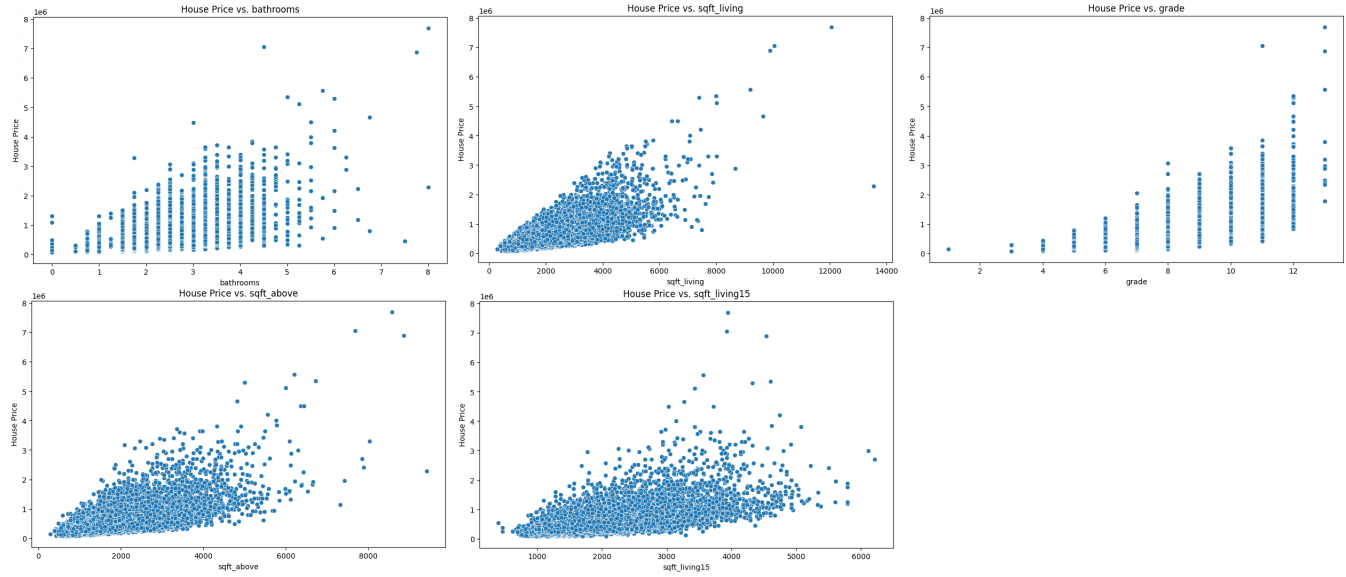 House Price vs. bathrooms
1e6
House Price
8
7
6
5
4
3
2
1
0
0 1 2 3 4 5 6 7 8
bathrooms
House Price vs. sqft_living
1e6
House Price
8
7
6
5
4
3
2
1
0
0 2000 4000 6000 8000 10000 12000 14000
sqft_living
House Price vs. grade
1e6
House Price
8
7
6
5
4
3
2
1
0
2 4 6 8 10 12
grade
House Price vs. sqft_above
1e6
House Price
8
7
6
5
4
3
2
1
0
0 2000 4000 6000 8000
sqft_above
House Price vs. sqft_living15
1e6
House Price
8
7
6
5
4
3
2
1
0
1000 2000 3000 4000 5000 6000
sqft_living15